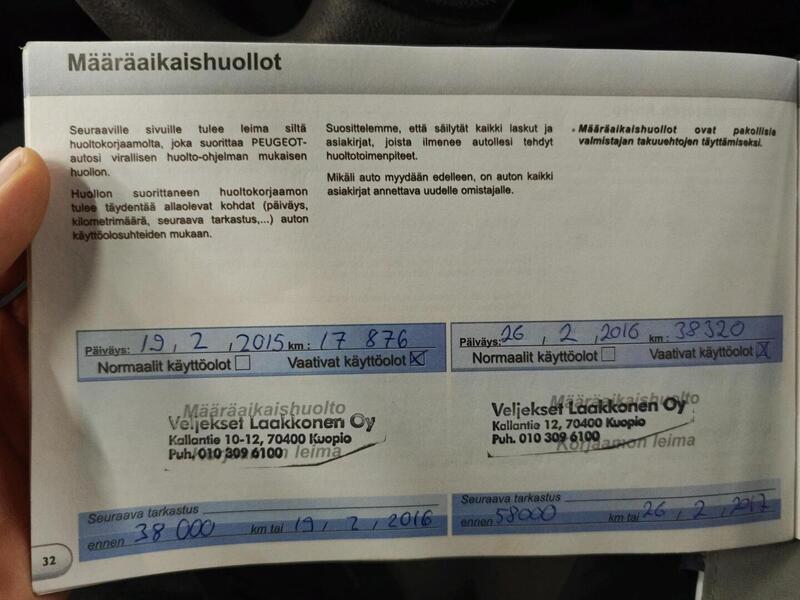 Määräaikaishuollot
Seuraaville sivuille tulee leima siltä
huoltokorjaamolta, joka suorittaa PEUGEOT-
autosi virallisen huolto-ohjelman mukaisen
huollon.
Huollon suorittaneen huoltokorjaamon
tulee täydentää allaolevat kohdat (päiväys,
kilometrimäärä, seuraava tarkastus,...) auton
käyttöolosuhteiden mukaan.
Suosittelemme, että säilytät kaikki laskut ja
asiakirjat, joista ilmenee autollesi tehdyt
huoltotoimenpiteet.
Mikäli auto myydään edelleen, on auton kaikki
asiakirjat annettava uudelle omistajalle.
Määräaikaishuollot ovat pakollisia
valmistajan takuuehtojen täyttämiseksi.
Päiväys: 19, 2, 2015 km: 17 876
Normaalit käyttöolot Vaativat käyttöolot X
Määräaikaishuolto
Veljekset Laakkonen Oy
Kallantie 10-12, 70400 Kuopio
Puh. 010 309 6100
Korjaamon leima
Seuraava tarkastus
ennen 38 000 km tai 19, 2, 2016
Päiväys: 26, 2, 2016 km: 38320
Normaalit käyttöolot Vaativat käyttöolot X
Määräaikaishuolto
Veljekset Laakkonen Oy
Kallantie 12, 70400 Kuopio
Puh. 010 309 6100
Korjaamon leima
Seuraava tarkastus
ennen 58000 km tai 26, 2, 2017
32